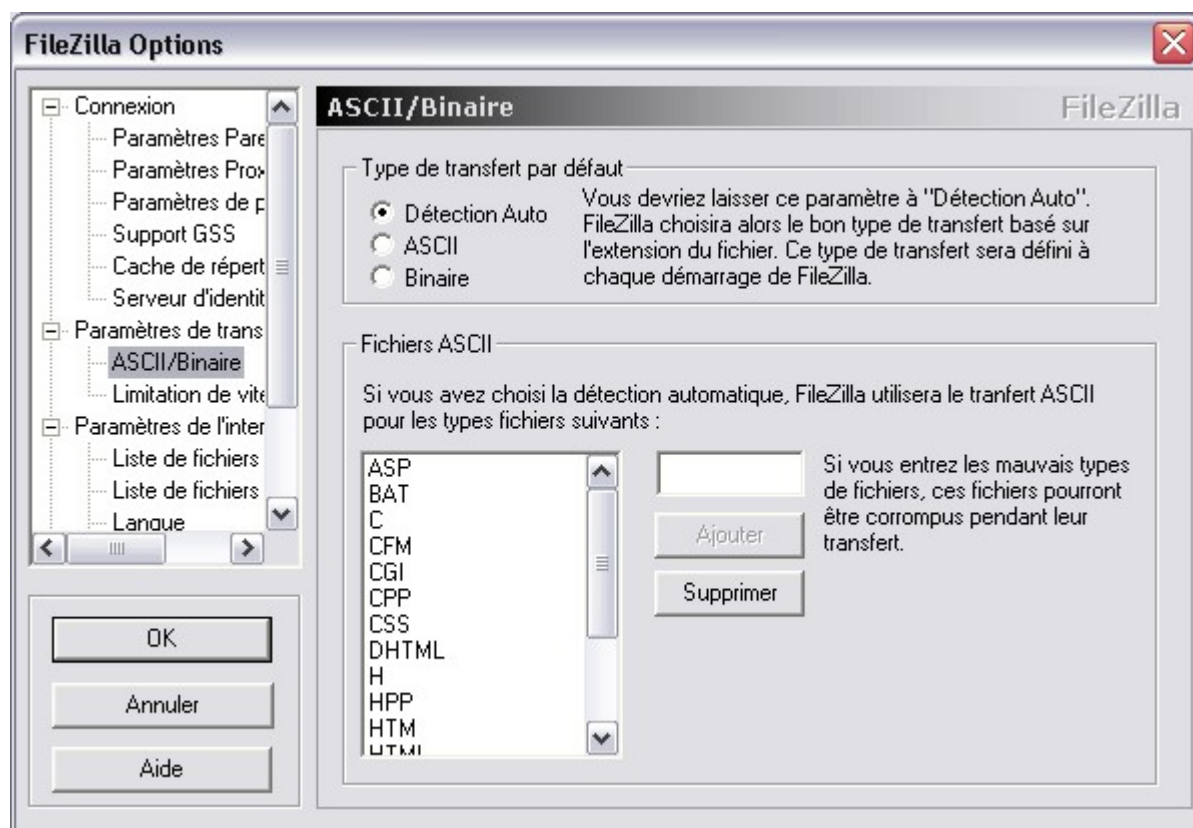 FileZilla Options
Connexion
Paramètres Pare
Paramètres Prox
Paramètres de p
Support GSS
Cache de répert
Serveur d'identit
Paramètres de trans
ASCII/Binaire
Limitation de vite
Paramètres de l'inter
Liste de fichiers
Liste de fichiers
Langue
OK
Annuler
Aide
ASCII/Binaire
FileZilla
Type de transfert par défaut
Détection Auto
ASCII
Binaire
Vous devriez laisser ce paramètre à "Détection Auto".
FileZilla choisira alors le bon type de transfert basé sur
l'extension du fichier. Ce type de transfert sera défini à
chaque démarrage de FileZilla.
Fichiers ASCII
Si vous avez choisi la détection automatique, FileZilla utilisera le tranfert ASCII
pour les types fichiers suivants :
ASP
BAT
C
CFM
CGI
CPP
CSS
DHTML
H
HPP
HTM
HTML
Ajouter
Supprimer
Si vous entrez les mauvais types
de fichiers, ces fichiers pourront
être corrompus pendant leur
transfert.